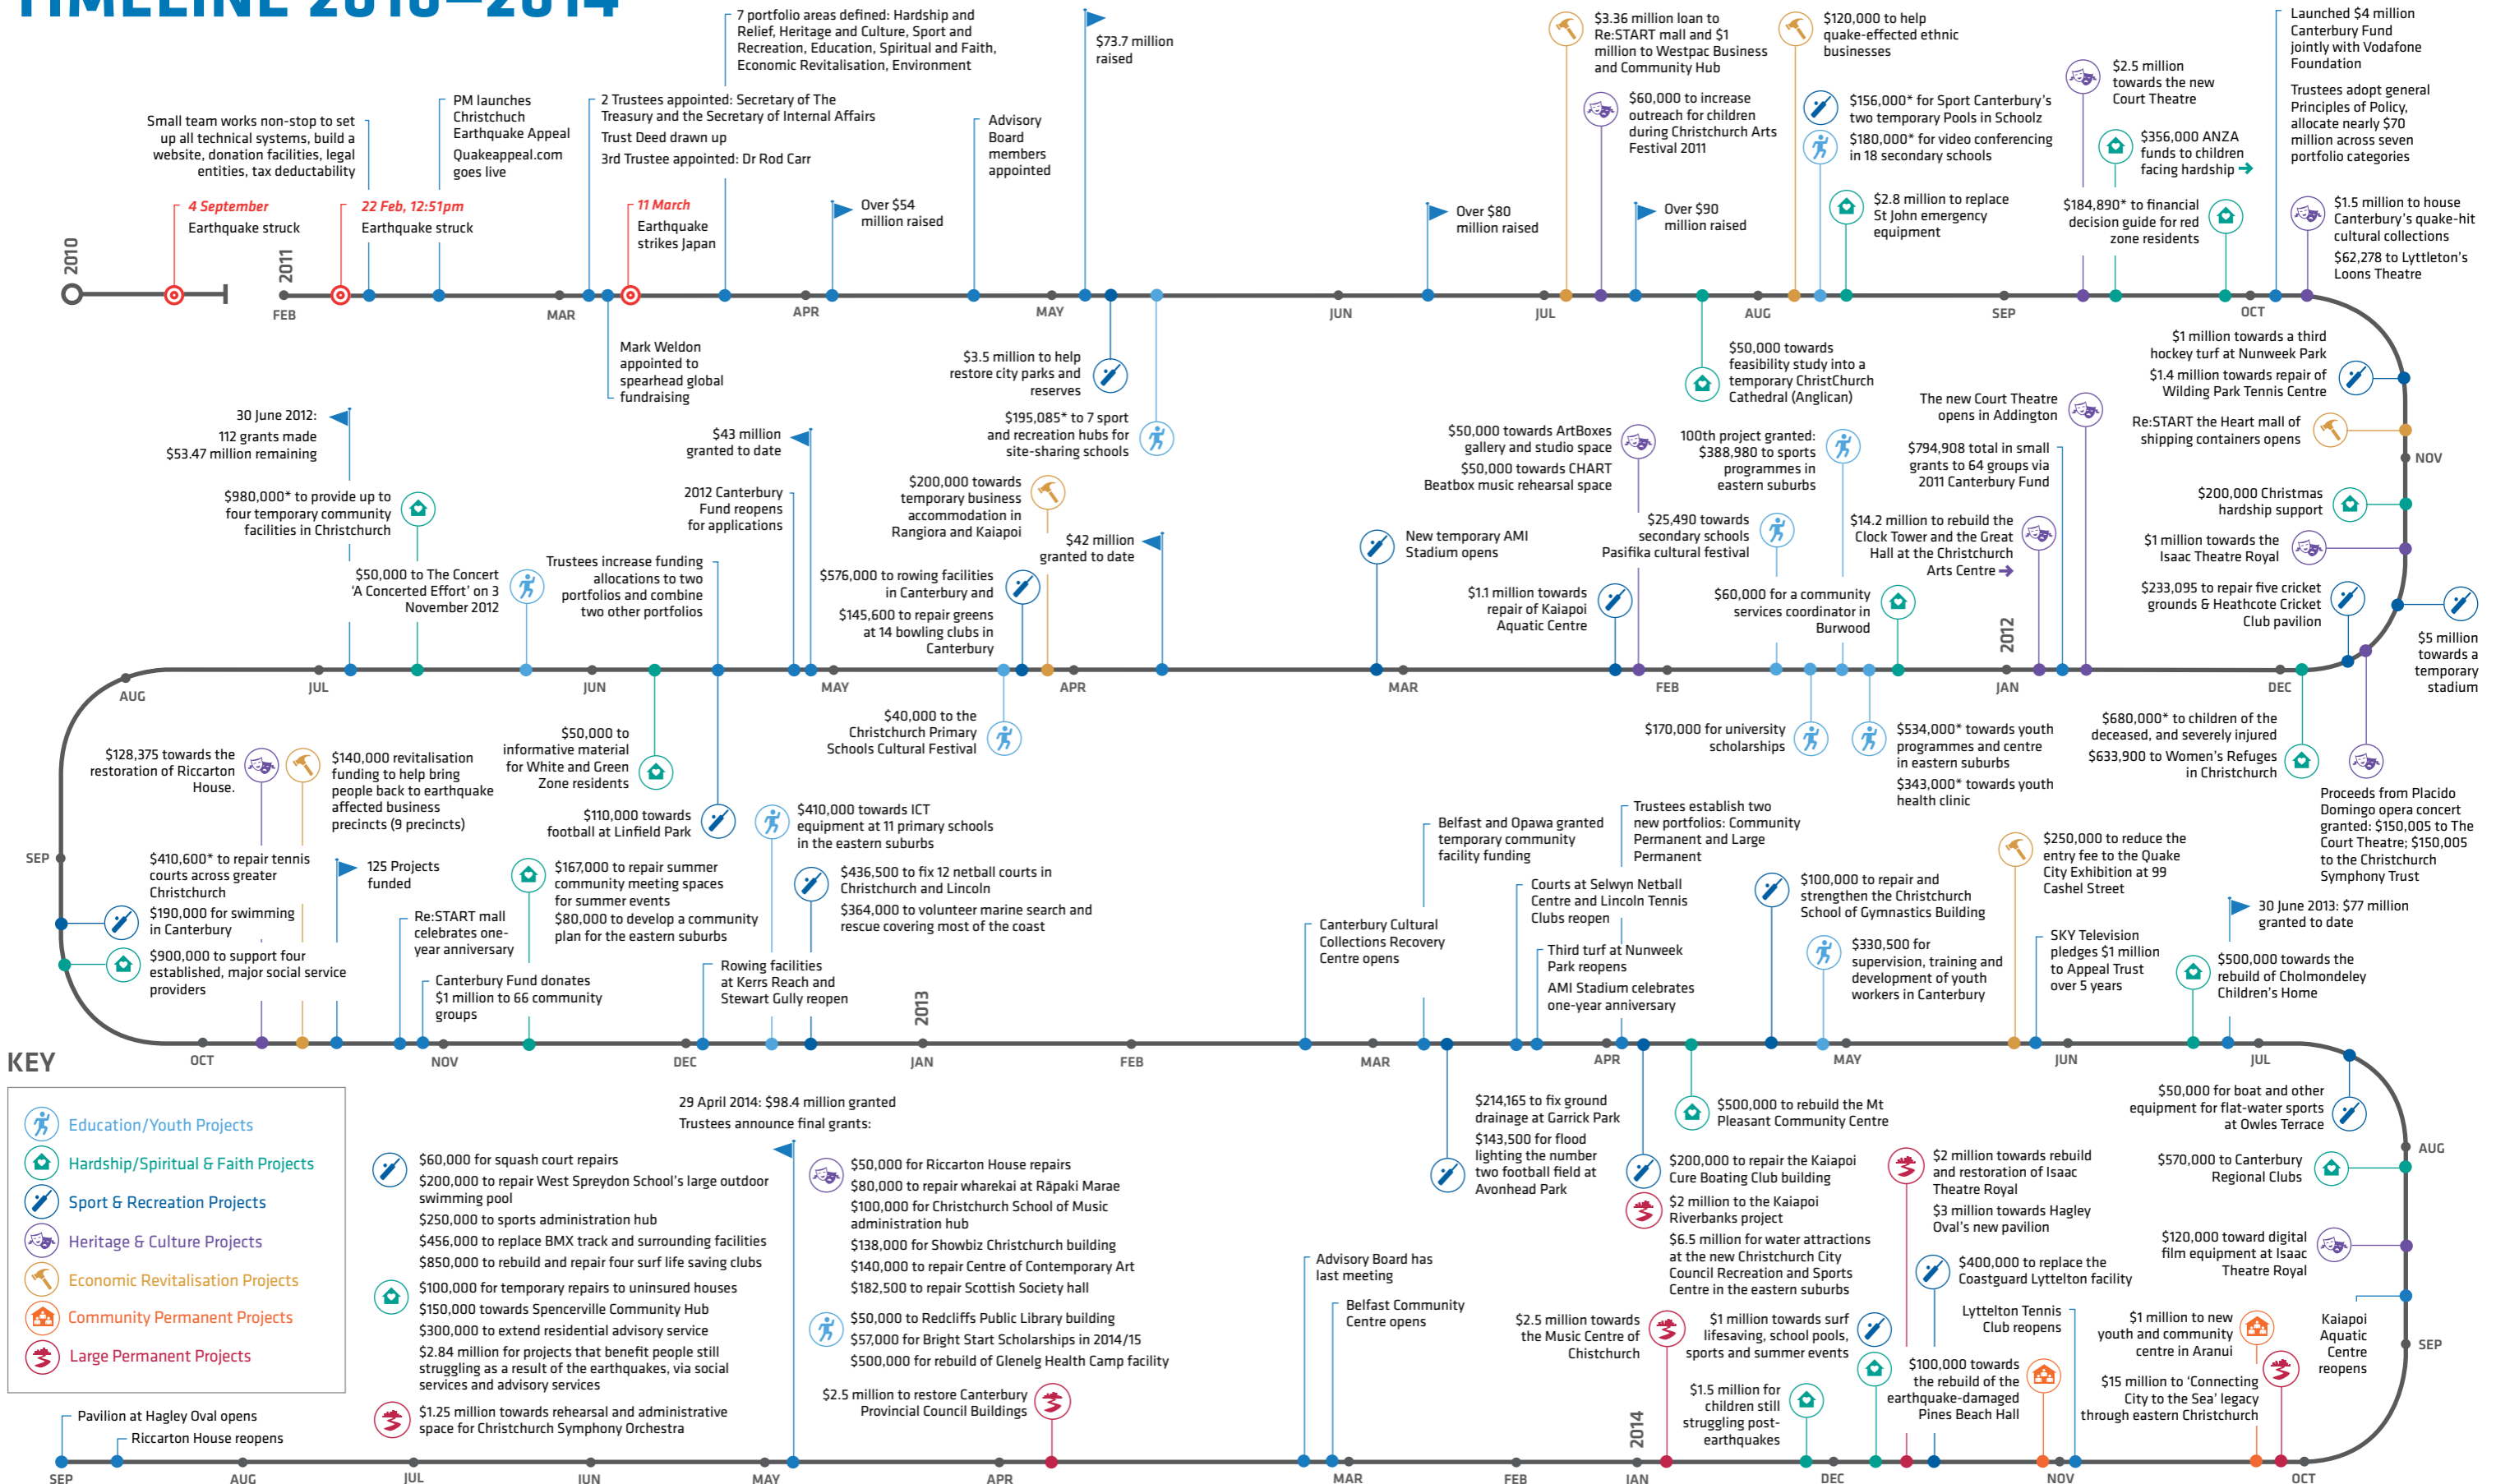 TIMELINE 2010–2014
7 portfolio areas defined: Hardship and
Relief, Heritage and Culture, Sport and
Recreation, Education, Spiritual and Faith,
Economic Revitalisation, Environment
$73.7 million
raised
$3.36 million loan to
Re:START mall and $1
million to Westpac Business
and Community Hub
$120,000 to help
quake-effected ethnic
businesses
Launched $4 million
Canterbury Fund
jointly with Vodafone
Foundation
Trustees adopt general
Principles of Policy,
allocate nearly $70
million across seven
portfolio categories
Small team works non-stop to set
up all technical systems, build a
website, donation facilities, legal
entities, tax deductability
PM launches
Christchuch
Earthquake Appeal
Quakeappeal.com
goes live
2 Trustees appointed: Secretary of The
Treasury and the Secretary of Internal Affairs
Trust Deed drawn up
3rd Trustee appointed: Dr Rod Carr
Advisory
Board
members
appointed
$60,000 to increase
outreach for children
during Christchurch Arts
Festival 2011
$156,000* for Sport Canterbury's
two temporary Pools in Schoolz
$180,000* for video conferencing
in 18 secondary schools
$2.5 million
towards the new
Court Theatre
$356,000 ANZA
funds to children
facing hardship
4 September
Earthquake struck
22 Feb, 12:51pm
Earthquake struck
11 March
Earthquake
strikes Japan
Over $54
million raised
Over $80
million raised
Over $90
million raised
$2.8 million to replace
St John emergency
equipment
$184,890* to financial
decision guide for red
zone residents
$1.5 million to house
Canterbury's quake-hit
cultural collections
$62,278 to Lyttleton's
Loons Theatre
2010
2011
FEB
MAR
APR
MAY
JUN
JUL
AUG
SEP
OCT
Mark Weldon
appointed to
spearhead global
fundraising
$3.5 million to help
restore city parks and
reserves
$195,085* to 7 sport
and recreation hubs for
site-sharing schools
$50,000 towards
feasibility study into a
temporary ChristChurch
Cathedral (Anglican)
$1 million towards a third
hockey turf at Nunweek Park
$1.4 million towards repair of
Wilding Park Tennis Centre
Re:START the Heart mall of
shipping containers opens
NOV
$200,000 Christmas
hardship support
$1 million towards the
Isaac Theatre Royal
$233,095 to repair five cricket
grounds & Heathcote Cricket
Club pavilion
$5 million
towards a
temporary
stadium
30 June 2012:
112 grants made
$53.47 million remaining
$980,000* to provide up to
four temporary community
facilities in Christchurch
$50,000 to The Concert
'A Concerted Effort' on 3
November 2012
Trustees increase funding
allocations to two
portfolios and combine
two other portfolios
$43 million
granted to date
2012 Canterbury
Fund reopens
for applications
$200,000 towards
temporary business
accommodation in
Rangiora and Kaiapoi
$576,000 to rowing facilities
in Canterbury and
$145,600 to repair greens
at 14 bowling clubs in
Canterbury
$42 million
granted to date
New temporary AMI
Stadium opens
$50,000 towards ArtBoxes
gallery and studio space
$50,000 towards CHART
Beatbox music rehearsal space
$1.1 million towards
repair of Kaiapoi
Aquatic Centre
100th project granted:
$388,980 to sports
programmes in
eastern suburbs
$25,490 towards
secondary schools
Pasifika cultural festival
$60,000 for a community
services coordinator in
Burwood
The new Court Theatre
opens in Addington
$794,908 total in small
grants to 64 groups via
2011 Canterbury Fund
$14.2 million to rebuild the
Clock Tower and the Great
Hall at the Christchurch
Arts Centre
2012
AUG
JUL
JUN
MAY
APR
MAR
FEB
JAN
DEC
$40,000 to the
Christchurch Primary
Schools Cultural Festival
$50,000 to
informative material
for White and Green
Zone residents
$110,000 towards
football at Linfield Park
$170,000 for university
scholarships
$534,000* towards youth
programmes and centre
in eastern suburbs
$343,000* towards youth
health clinic
$680,000* to children of the
deceased, and severely injured
$633,900 to Women's Refuges
in Christchurch
Proceeds from Placido
Domingo opera concert
granted: $150,005 to The
Court Theatre; $150,005
to the Christchurch
Symphony Trust
$128,375 towards the
restoration of Riccarton
House.
$140,000 revitalisation
funding to help bring
people back to earthquake
affected business
precincts (9 precincts)
SEP
$410,600* to repair tennis
courts across greater
Christchurch
$190,000 for swimming
in Canterbury
$900,000 to support four
established, major social service
providers
125 Projects
funded
Re:START mall
celebrates one-
year anniversary
Canterbury Fund donates
$1 million to 66 community
groups
$167,000 to repair summer
community meeting spaces
for summer events
$80,000 to develop a community
plan for the eastern suburbs
Rowing facilities
at Kerrs Reach and
Stewart Gully reopen
$410,000 towards ICT
equipment at 11 primary schools
in the eastern suburbs
$436,500 to fix 12 netball courts in
Christchurch and Lincoln
$364,000 to volunteer marine search and
rescue covering most of the coast
Canterbury Cultural
Collections Recovery
Centre opens
Belfast and Opawa granted
temporary community
facility funding
Courts at Selwyn Netball
Centre and Lincoln Tennis
Clubs reopen
Third turf at Nunweek
Park reopens
AMI Stadium celebrates
one-year anniversary
Trustees establish two
new portfolios: Community
Permanent and Large
Permanent
$100,000 to repair and
strengthen the Christchurch
School of Gymnastics Building
$330,500 for
supervision, training and
development of youth
workers in Canterbury
$250,000 to reduce the
entry fee to the Quake
City Exhibition at 99
Cashel Street
SKY Television
pledges $1 million
to Appeal Trust
over 5 years
30 June 2013: $77 million
granted to date
$500,000 towards the
rebuild of Cholmondeley
Children's Home
2013
OCT
NOV
DEC
JAN
FEB
MAR
APR
MAY
JUN
JUL
KEY
Education/Youth Projects
Hardship/Spiritual & Faith Projects
Sport & Recreation Projects
Heritage & Culture Projects
Economic Revitalisation Projects
Community Permanent Projects
Large Permanent Projects
29 April 2014: $98.4 million granted
Trustees announce final grants:
$60,000 for squash court repairs
$200,000 to repair West Spreydon School's large outdoor
swimming pool
$250,000 to sports administration hub
$456,000 to replace BMX track and surrounding facilities
$850,000 to rebuild and repair four surf life saving clubs
$100,000 for temporary repairs to uninsured houses
$150,000 towards Spencerville Community Hub
$300,000 to extend residential advisory service
$2.84 million for projects that benefit people still
struggling as a result of the earthquakes, via social
services and advisory services
$1.25 million towards rehearsal and administrative
space for Christchurch Symphony Orchestra
$50,000 for Riccarton House repairs
$80,000 to repair wharekai at Rāpaki Marae
$100,000 for Christchurch School of Music
administration hub
$138,000 for Showbiz Christchurch building
$140,000 to repair Centre of Contemporary Art
$182,500 to repair Scottish Society hall
$50,000 to Redcliffs Public Library building
$57,000 for Bright Start Scholarships in 2014/15
$500,000 for rebuild of Glenelg Health Camp facility
$2.5 million to restore Canterbury
Provincial Council Buildings
$214,165 to fix ground
drainage at Garrick Park
$143,500 for flood
lighting the number
two football field at
Avonhead Park
$500,000 to rebuild the Mt
Pleasant Community Centre
$200,000 to repair the Kaiapoi
Cure Boating Club building
$2 million to the Kaiapoi
Riverbanks project
$6.5 million for water attractions
at the new Christchurch City
Council Recreation and Sports
Centre in the eastern suburbs
$50,000 for boat and other
equipment for flat-water sports
at Owles Terrace
AUG
$570,000 to Canterbury
Regional Clubs
$120,000 toward digital
film equipment at Isaac
Theatre Royal
Kaiapoi
Aquatic
Centre
reopens
SEP
$2 million towards rebuild
and restoration of Isaac
Theatre Royal
$3 million towards Hagley
Oval's new pavilion
$400,000 to replace the
Coastguard Lyttelton facility
Lyttelton Tennis
Club reopens
$1 million to new
youth and community
centre in Aranui
$15 million to 'Connecting
City to the Sea' legacy
through eastern Christchurch
$100,000 towards
the rebuild of the
earthquake-damaged
Pines Beach Hall
$1 million towards surf
lifesaving, school pools,
sports and summer events
$1.5 million for
children still
struggling post-
earthquakes
$2.5 million towards
the Music Centre of
Chistchurch
Advisory Board has
last meeting
Belfast Community
Centre opens
Pavilion at Hagley Oval opens
Riccarton House reopens
2014
SEP
AUG
JUL
JUN
MAY
APR
MAR
FEB
JAN
DEC
NOV
OCT